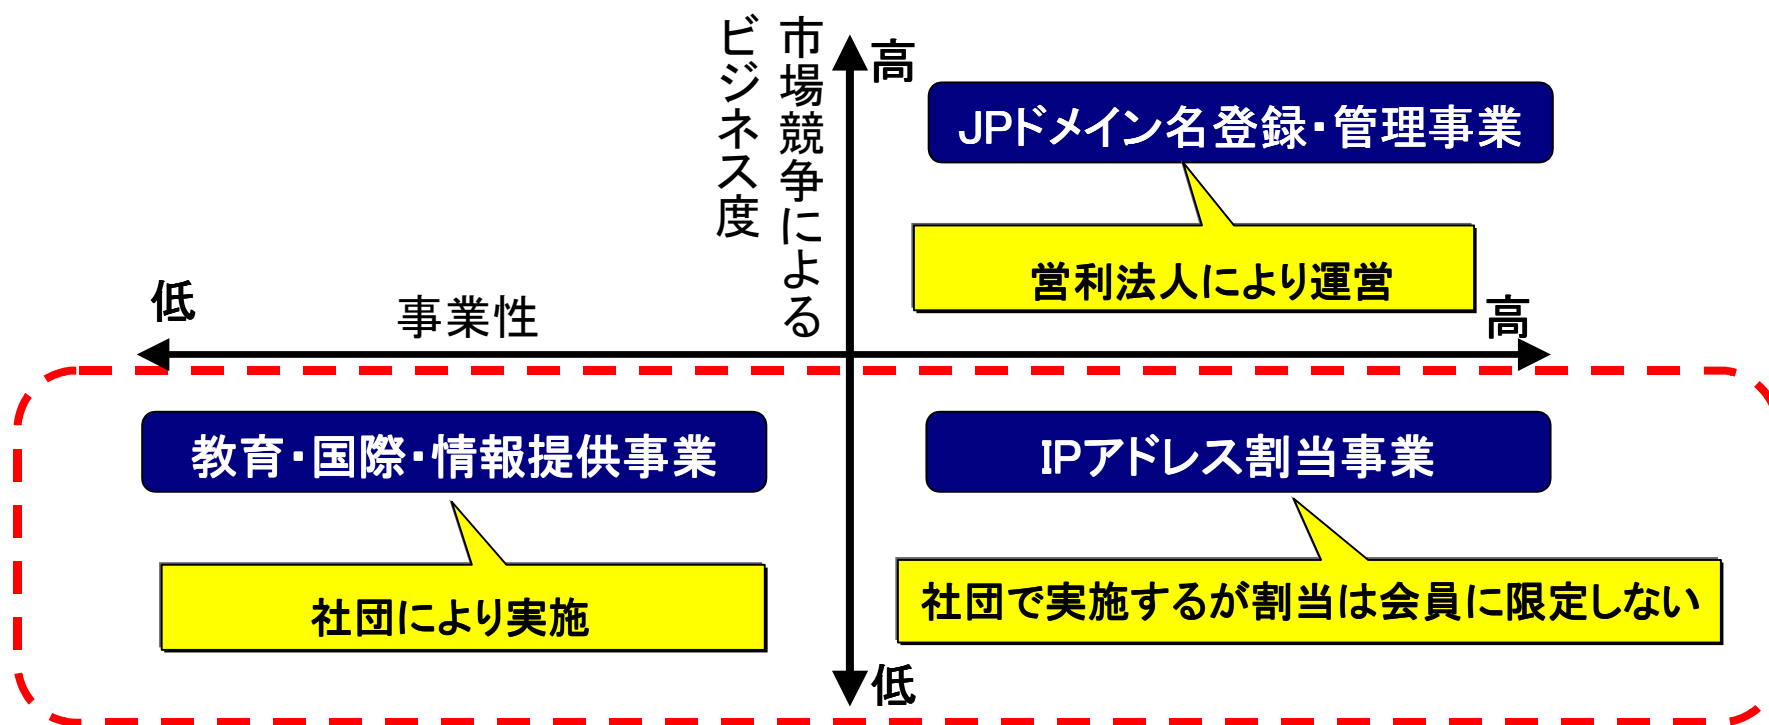 市場競争による
ビジネス度
高
JPドメイン名登録・管理事業
営利法人により運営
低
事業性
高
教育・国際・情報提供事業
IPアドレス割当事業
社団により実施
社団で実施するが割当は会員に限定しない
低